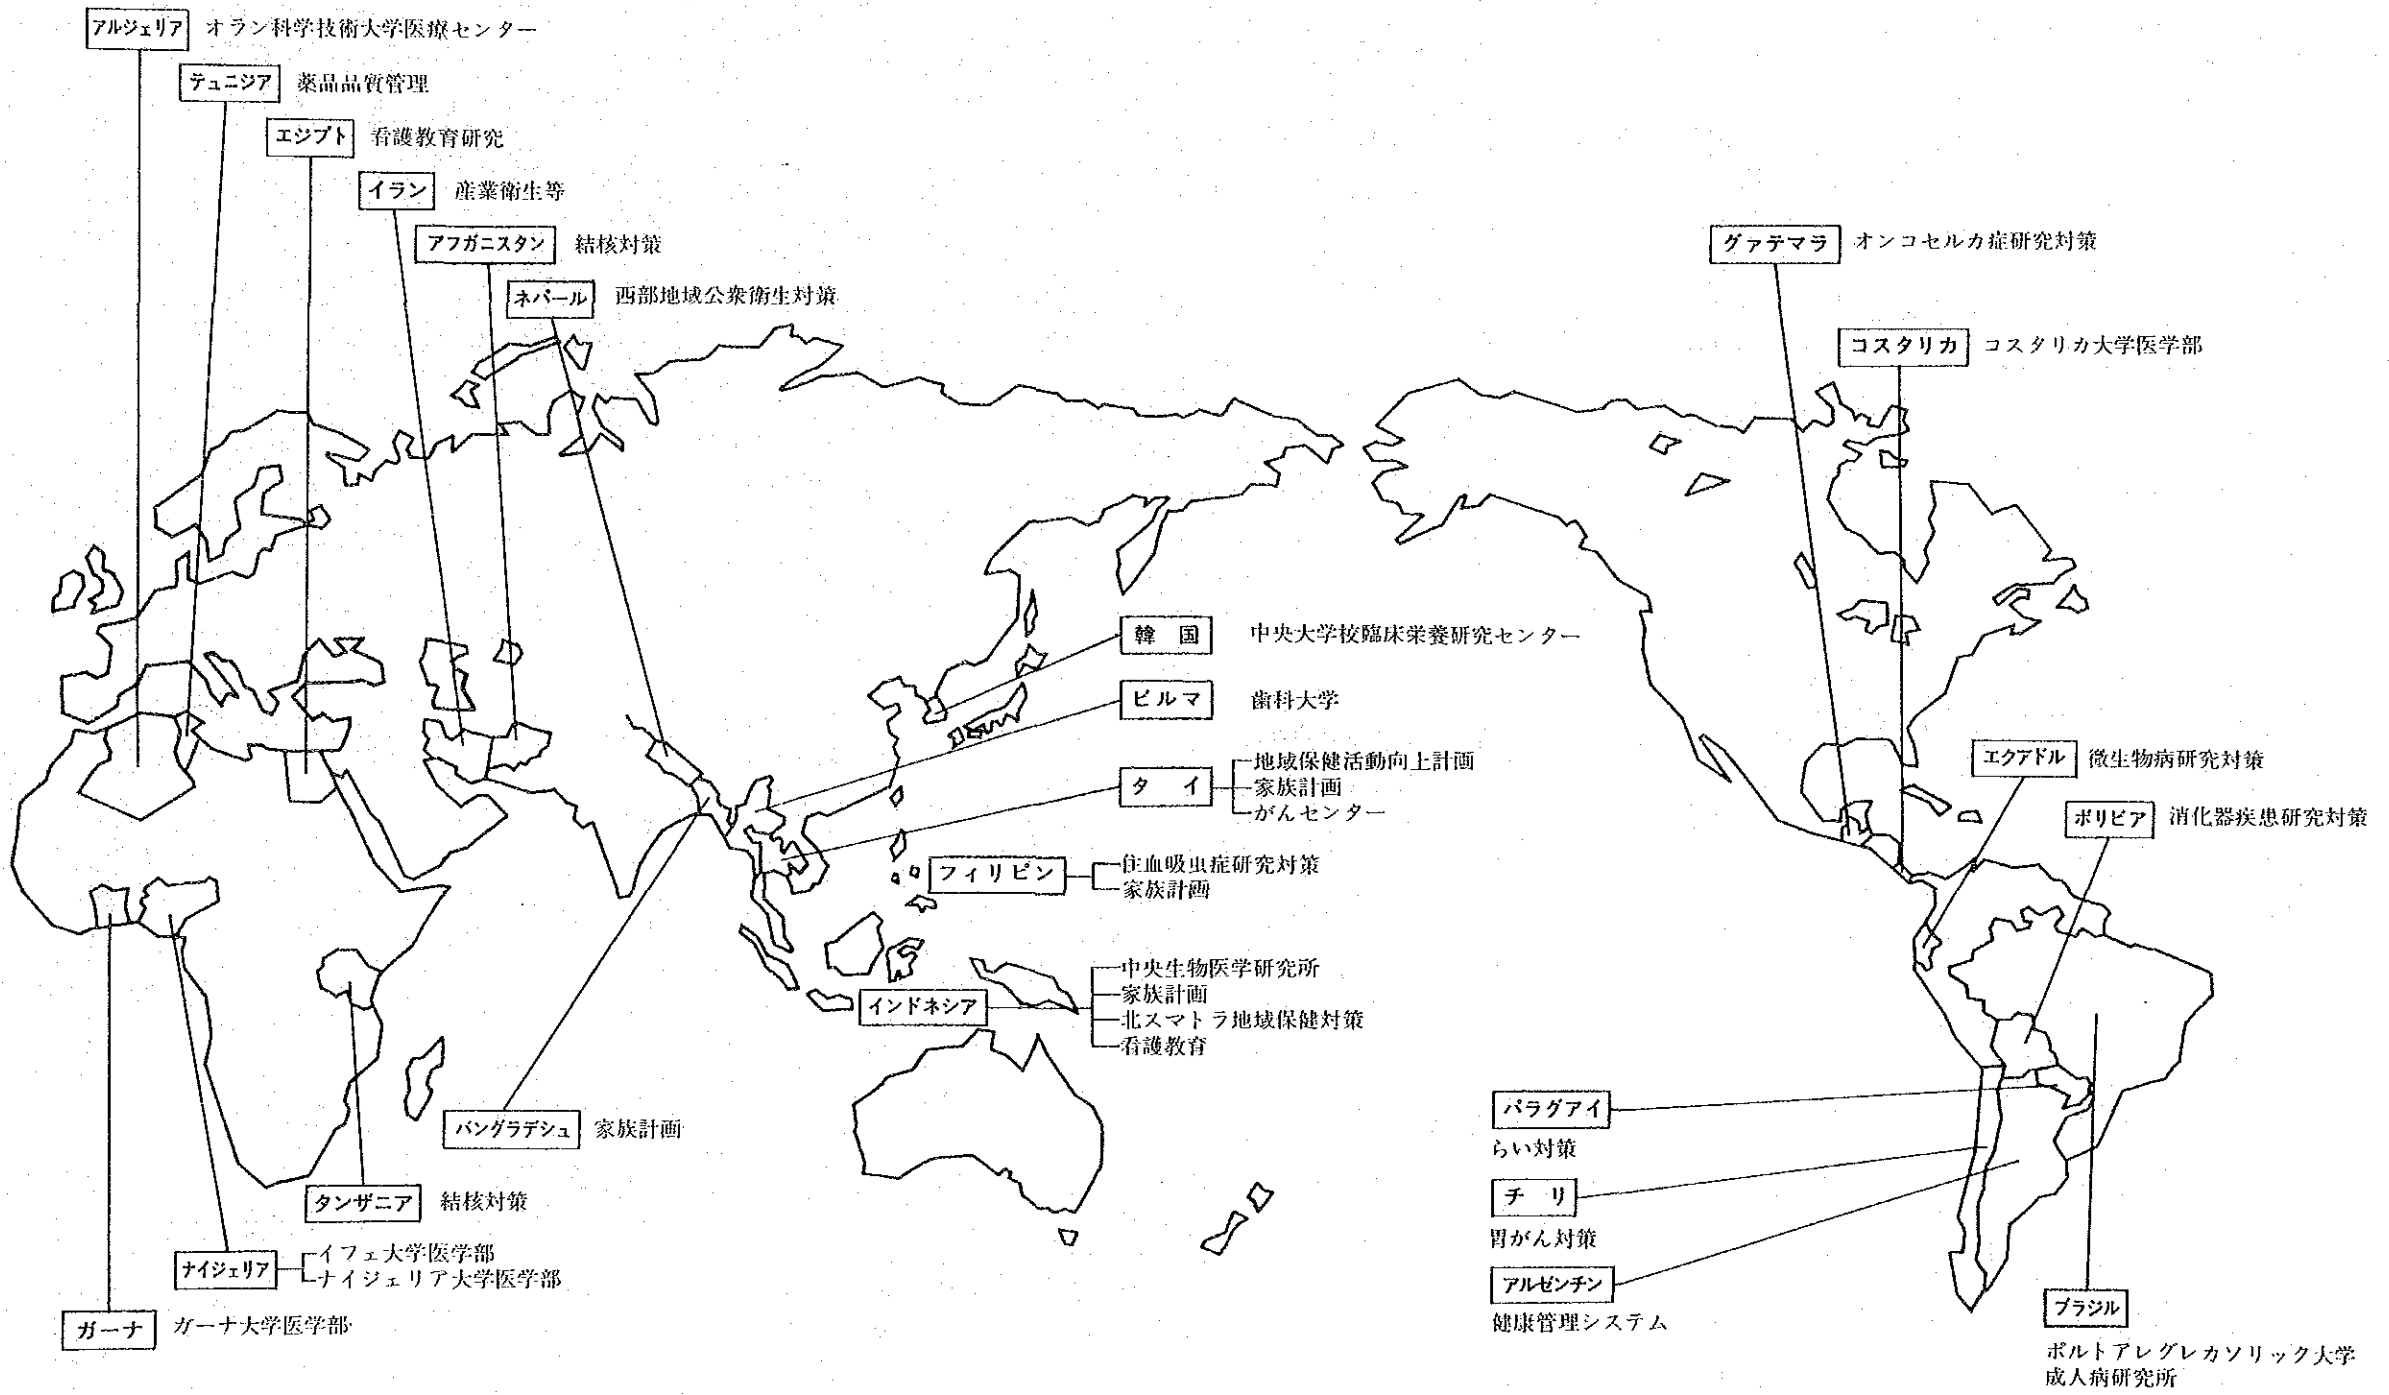 アルジェリア オラン科学技術大学医療センター
テュニジア 薬品品質管理
エジプト 看護教育研究
イラン 産業衛生等
アフガニスタン 結核対策
ネパール 西部地域公衆衛生対策
グァテマラ オンコセルカ症研究対策
コスタリカ コスタリカ大学医学部
韓国 中央大学校臨床栄養研究センター
ビルマ 歯科大学
タイ 地域保健活動向上計画
家族計画
がんセンター
フィリピン 住血吸虫症研究対策
家族計画
インドネシア 中央生物医学研究所
家族計画
北スマトラ地域保健対策
看護教育
エクアドル 微生物病研究対策
ボリビア 消化器疾患研究対策
バングラデシュ 家族計画
タンザニア 結核対策
ナイジェリア イフェ大学医学部
ナイジェリア大学医学部
ガーナ ガーナ大学医学部
パラグアイ
らい対策
チリ
胃がん対策
アルゼンチン
健康管理システム
ブラジル
ポルトアレグレカソリック大学
成人病研究所